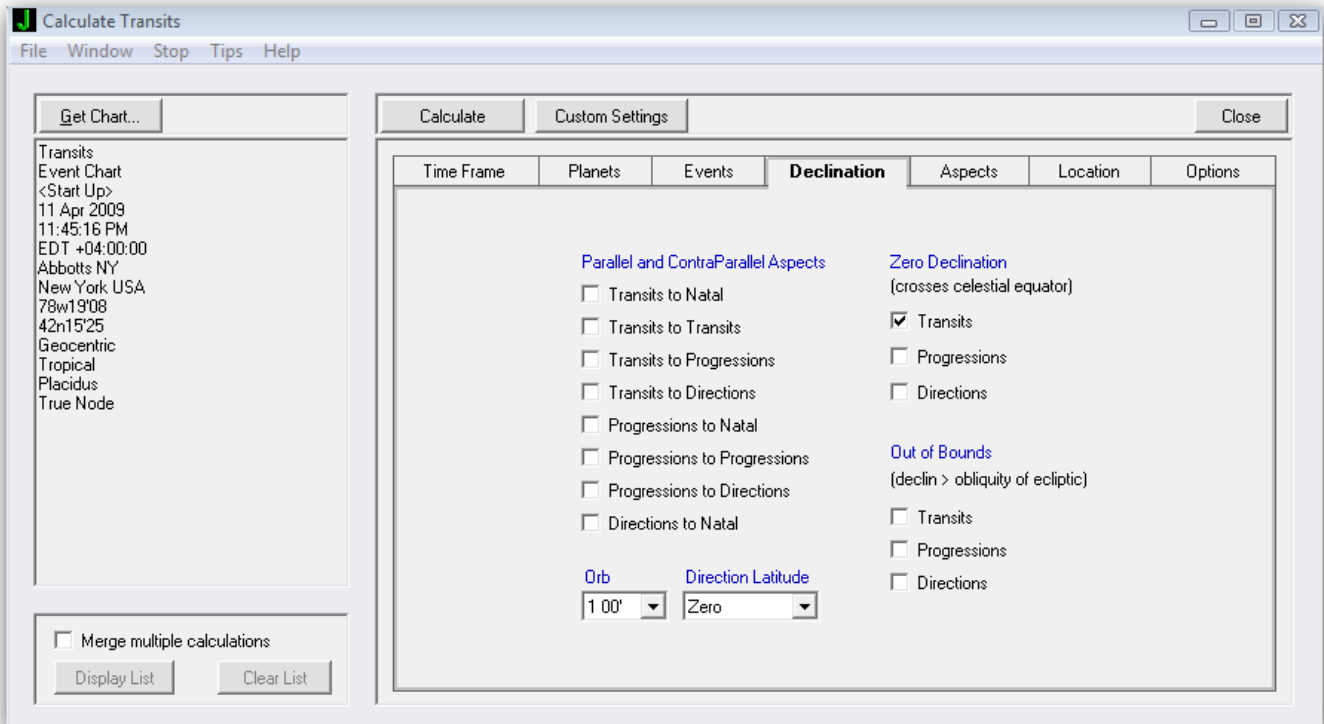 Calculate Transits
File Window Stop Tips Help
Get Chart...
Transits
Event Chart
<Start Up>
11 Apr 2009
11:45:16 PM
EDT +04:00:00
Abbotts NY
New York USA
78w19'08
42n15'25
Geocentric
Tropical
Placidus
True Node
Merge multiple calculations
Display List Clear List
Calculate Custom Settings Close
Time Frame Planets Events Declination Aspects Location Options
Parallel and ContraParallel Aspects
Transits to Natal
Transits to Transits
Transits to Progressions
Transits to Directions
Progressions to Natal
Progressions to Progressions
Progressions to Directions
Directions to Natal
Orb Direction Latitude
1 00' Zero
Zero Declination
(crosses celestial equator)
Transits
Progressions
Directions
Out of Bounds
(declin > obliquity of ecliptic)
Transits
Progressions
Directions